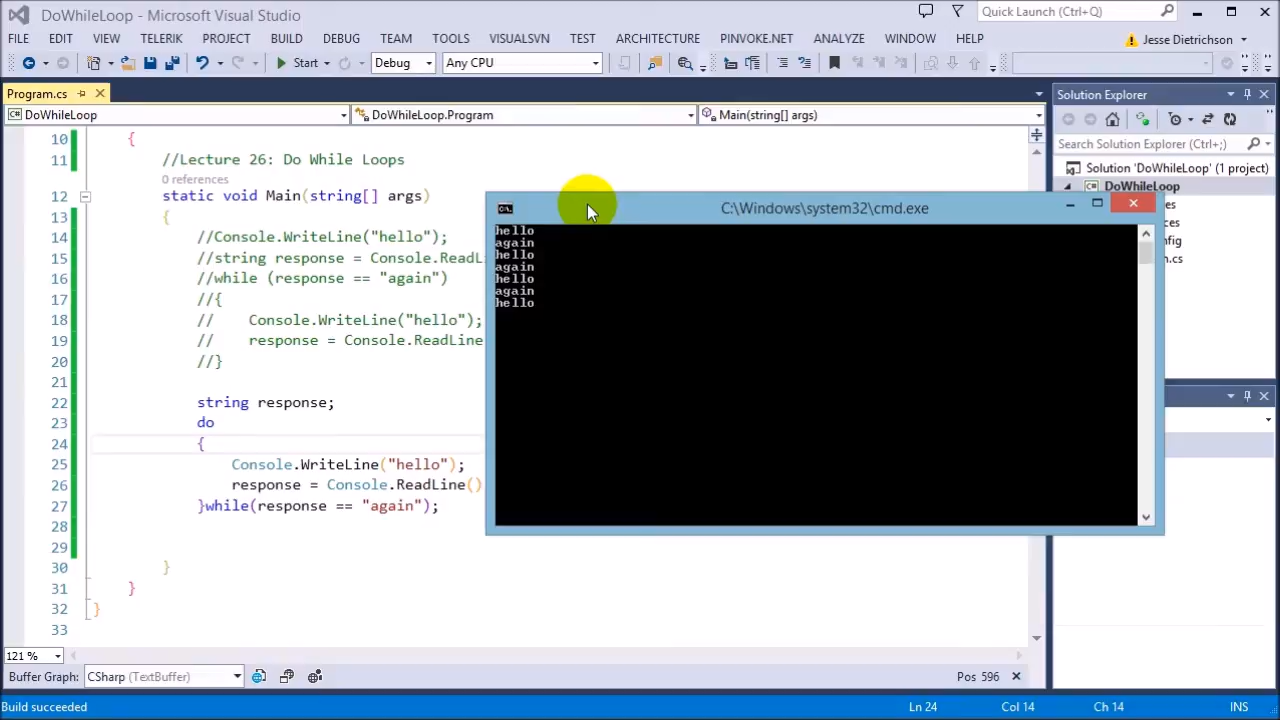 DoWhileLoop - Microsoft Visual Studio
Quick Launch (Ctrl+Q)
FILE EDIT VIEW TELERIK PROJECT BUILD DEBUG TEAM TOOLS VISUALSVN TEST ARCHITECTURE PINVOKE.NET ANALYZE WINDOW HELP
Jesse Dietrichson
Start Debug Any CPU
Program.cs
Solution Explorer
DoWhileLoop DoWhileLoop.Program Main(string[] args)
Search Solution Explorer (Ctrl+;)
Solution 'DoWhileLoop' (1 project)
DoWhileLoop
es
ces
fig
m.cs
10 {
11 //Lecture 26: Do While Loops
0 references
12 static void Main(string[] args)
13 {
14 //Console.WriteLine("hello");
15 //string response = Console.ReadLi
16 //while (response == "again")
17 //{
18 // Console.WriteLine("hello");
19 // response = Console.ReadLine
20 //}
21
22 string response;
23 do
24 {
25 Console.WriteLine("hello");
26 response = Console.ReadLine()
27 }while(response == "again");
28
29
30 }
31 }
32 }
33
C:\Windows\system32\cmd.exe
hello
again
hello
again
hello
again
hello
121 %
Buffer Graph: CSharp (TextBuffer) Pos 596
Build succeeded Ln 24 Col 14 Ch 14 INS